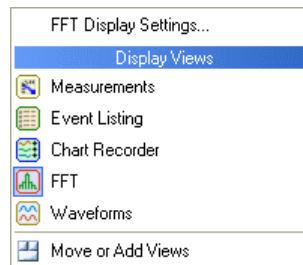 FFT Display Settings...
Display Views
Measurements
Event Listing
Chart Recorder
FFT
Waveforms
Move or Add Views